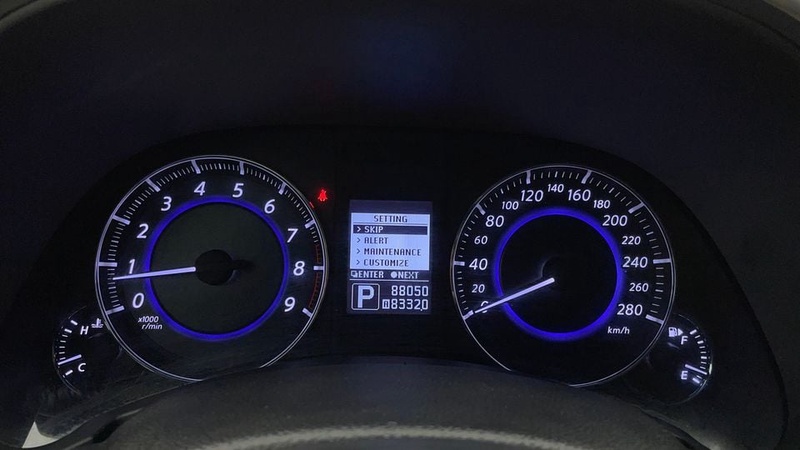 0
1
2
3
4
5
6
7
8
9
x1000
r/min
H
C
SETTING
> SKIP
> ALERT
> MAINTENANCE
> CUSTOMIZE
ENTER NEXT
P
88050
83320
0
20
40
60
80
100
120
140
160
180
200
220
240
260
280
km/h
F
E